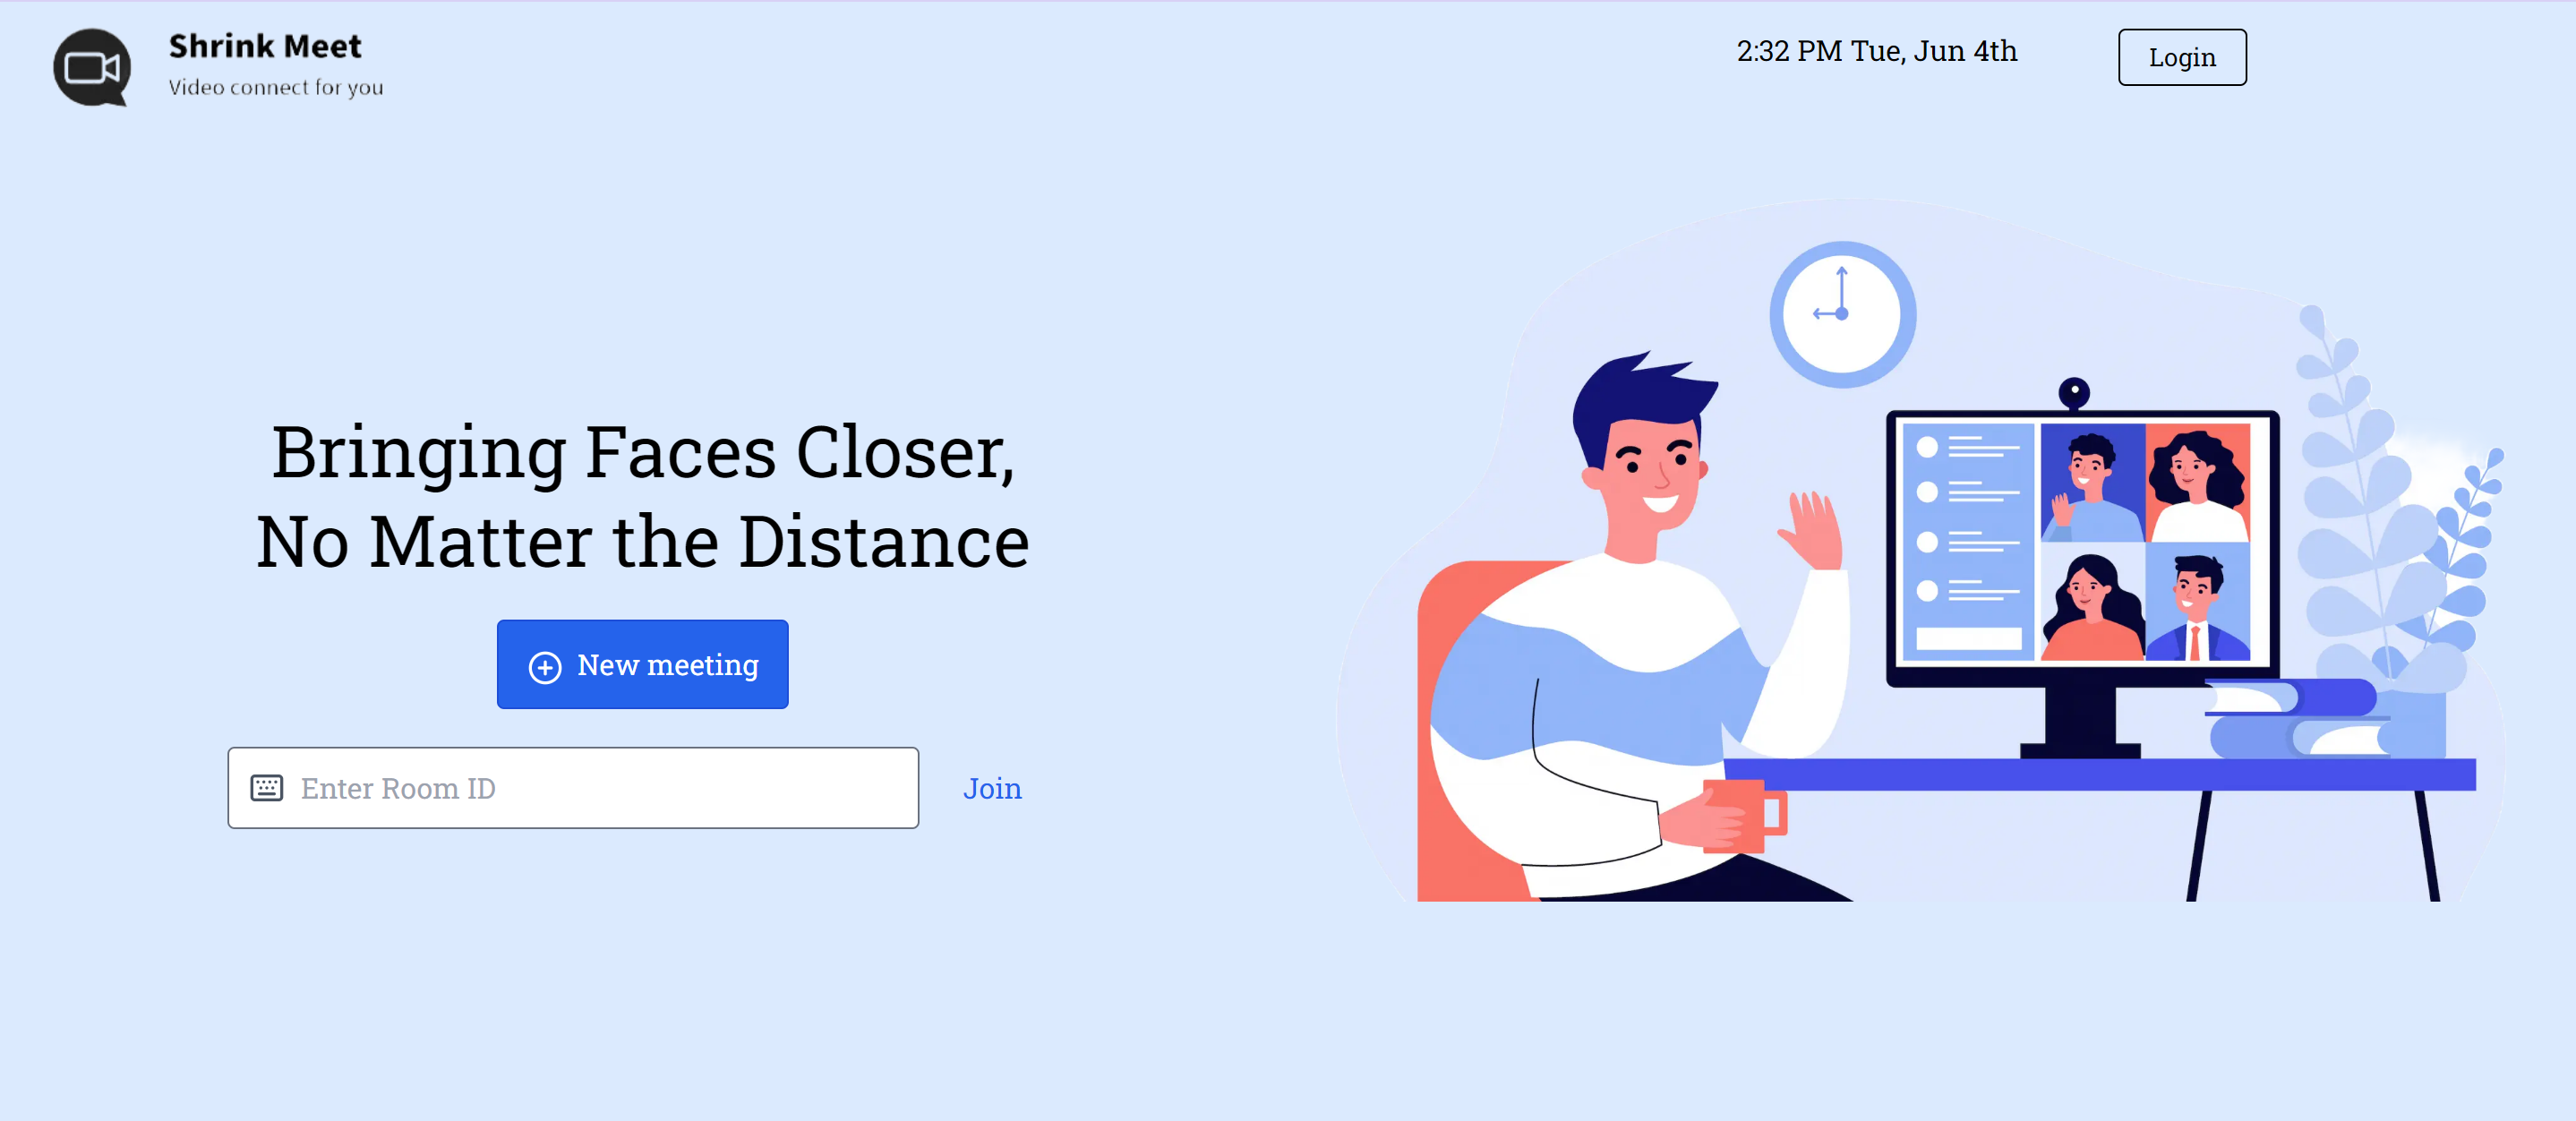 Shrink Meet
Video connect for you
2:32 PM Tue, Jun 4th
Login
Bringing Faces Closer,
No Matter the Distance
New meeting
Enter Room ID
Join